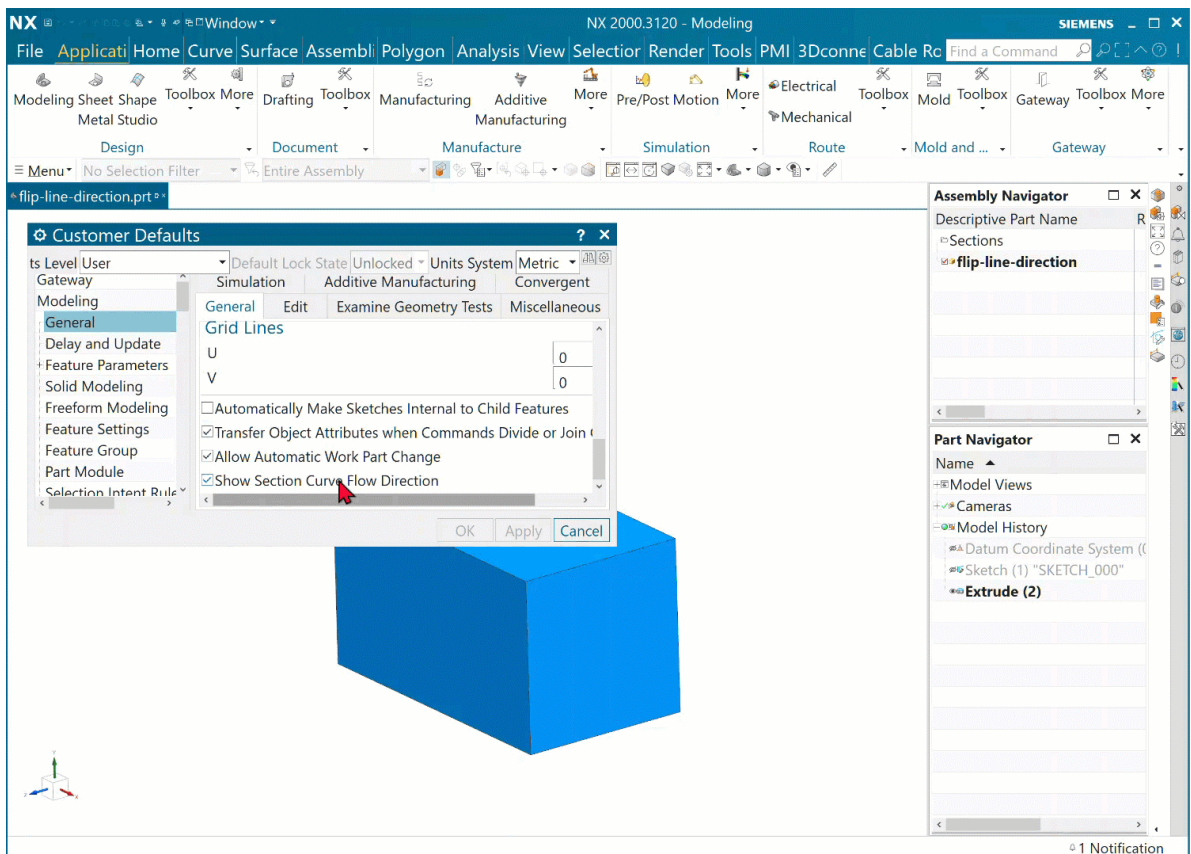 NX Window NX 2000.3120 - Modeling SIEMENS
File Applicati Home Curve Surface Assembli Polygon Analysis View Selectior Render Tools PMI 3Dconne Cable Ro Find a Command
Modeling Sheet Metal Shape Studio Toolbox More Drafting Toolbox Manufacturing Additive Manufacturing More Pre/Post Motion More Electrical Mechanical Toolbox Mold Toolbox Gateway Toolbox More
Design Document Manufacture Simulation Route Mold and ... Gateway
Menu No Selection Filter Entire Assembly
flip-line-direction.prt
Customer Defaults ? X
ts Level User Default Lock State Unlocked Units System Metric
Gateway
Modeling
General
Delay and Update
Feature Parameters
Solid Modeling
Freeform Modeling
Feature Settings
Feature Group
Part Module
Selection Intent Rule
Simulation Additive Manufacturing Convergent
General Edit Examine Geometry Tests Miscellaneous
Grid Lines
U 0
V 0
Automatically Make Sketches Internal to Child Features
Transfer Object Attributes when Commands Divide or Join
Allow Automatic Work Part Change
Show Section Curve Flow Direction
OK Apply Cancel
Assembly Navigator
Descriptive Part Name R
Sections
flip-line-direction
Part Navigator
Name
Model Views
Cameras
Model History
Datum Coordinate System (
Sketch (1) "SKETCH_000"
Extrude (2)
1 Notification